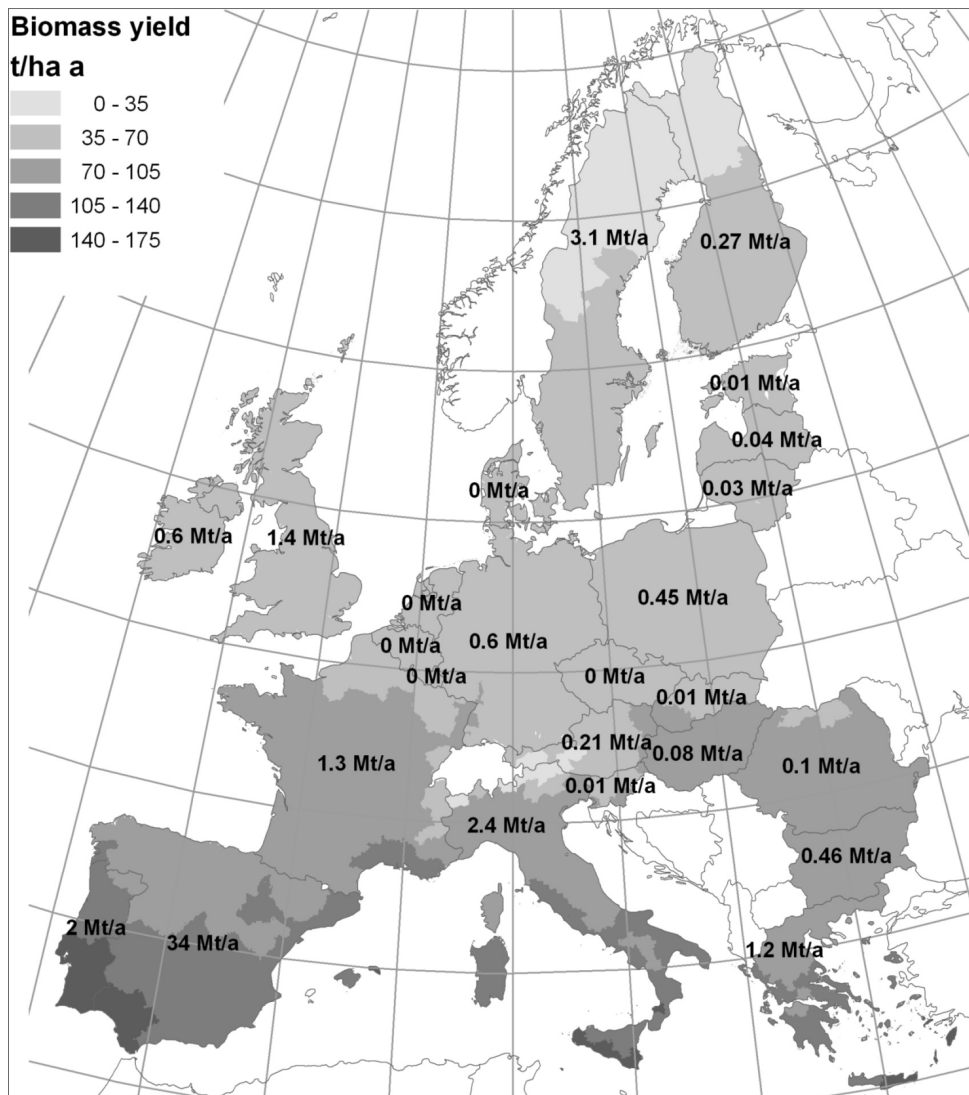 Biomass yield
t/ha a
0 - 35
35 - 70
70 - 105
105 - 140
140 - 175
3.1 Mt/a
0.27 Mt/a
0.01 Mt/a
0.04 Mt/a
0.03 Mt/a
0 Mt/a
0.6 Mt/a
1.4 Mt/a
0 Mt/a
0.45 Mt/a
0 Mt/a
0.6 Mt/a
0 Mt/a
0 Mt/a
0.01 Mt/a
0.21 Mt/a
0.08 Mt/a
1.3 Mt/a
0.01 Mt/a
0.1 Mt/a
2.4 Mt/a
0.46 Mt/a
2 Mt/a
34 Mt/a
1.2 Mt/a